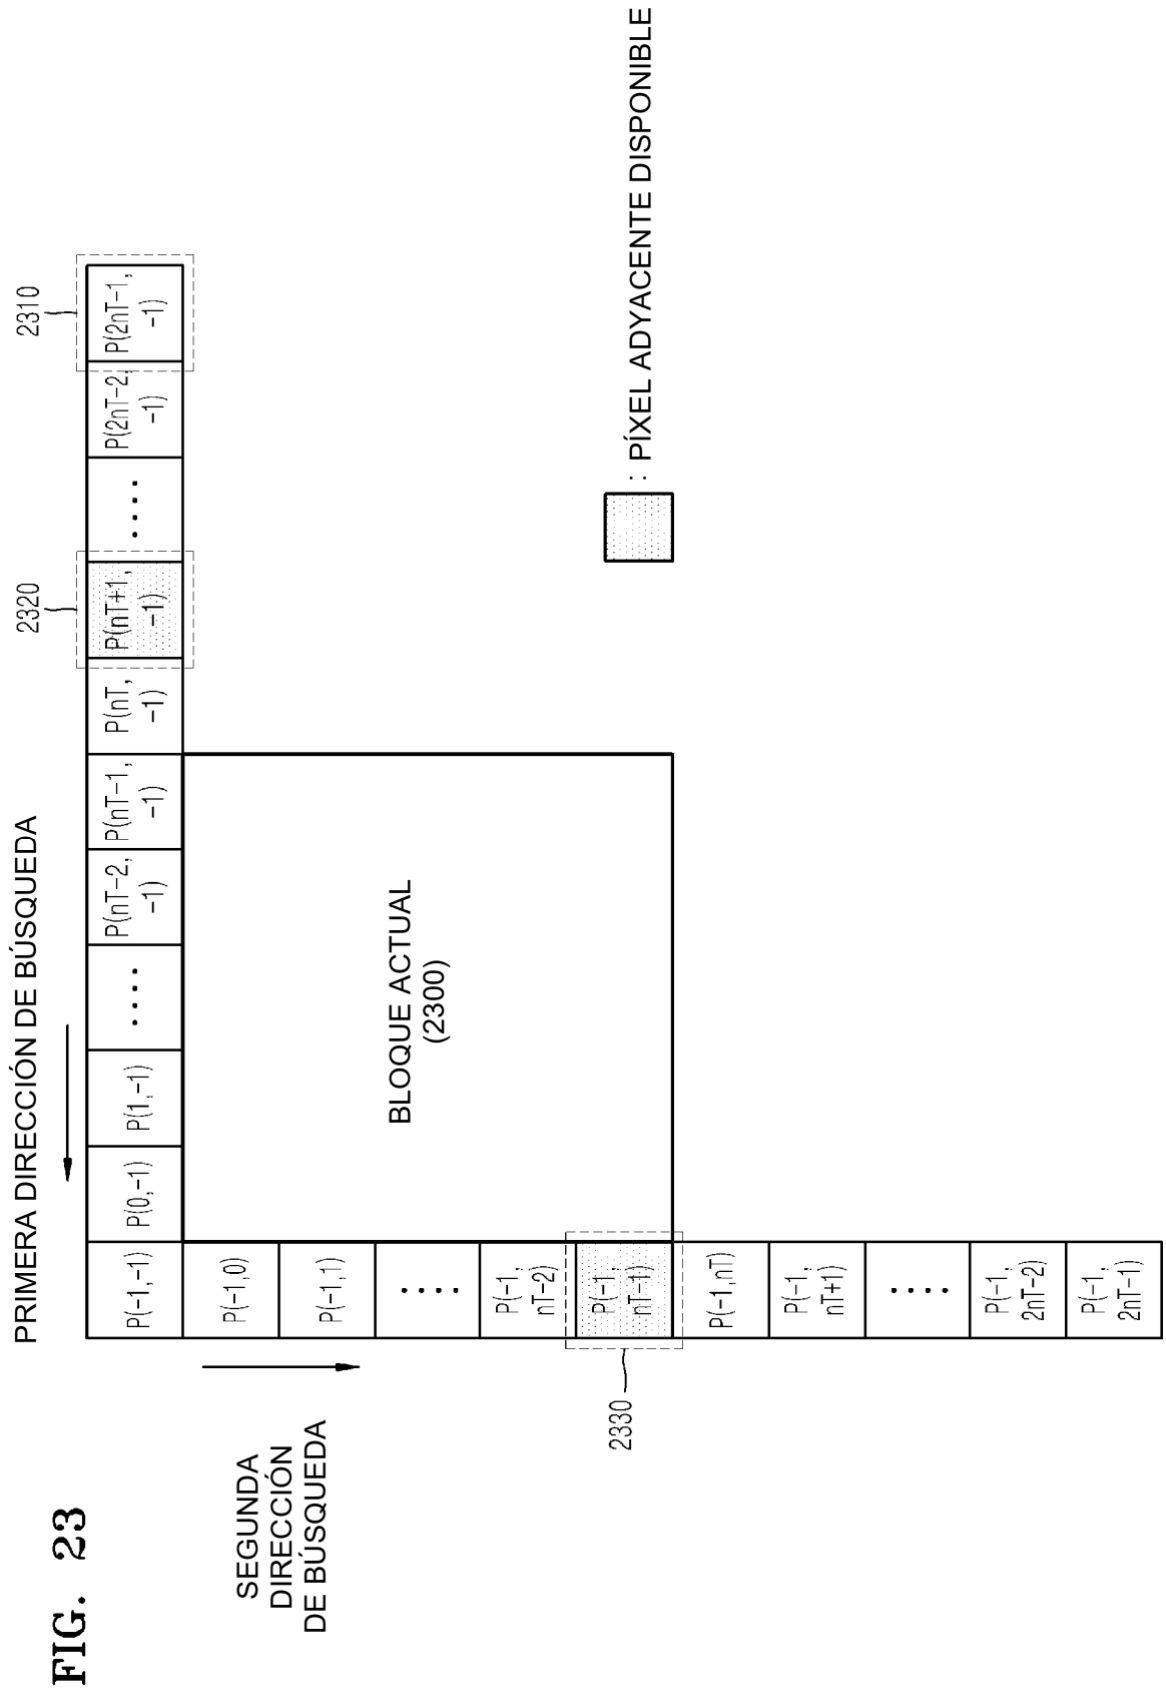 FIG. 23
PRIMERA DIRECCIÓN DE BÚSQUEDA
2320
2310
P(-1,-1)
P(0,-1)
P(1,-1)
····
P(nT-2,
-1)
P(nT-1,
-1)
P(nT,
-1)
P(nT+1,
-1)
····
P(2nT-2,
-1)
P(2nT-1,
-1)
SEGUNDA
DIRECCIÓN
DE BÚSQUEDA
P(-1,0)
P(-1,1)
····
P(-1,
nT-2)
P(-1,
nT-1)
2330
P(-1,nT)
P(-1,
nT+1)
····
P(-1,
2nT-2)
P(-1,
2nT-1)
BLOQUE ACTUAL
(2300)
: PÍXEL ADYACENTE DISPONIBLE